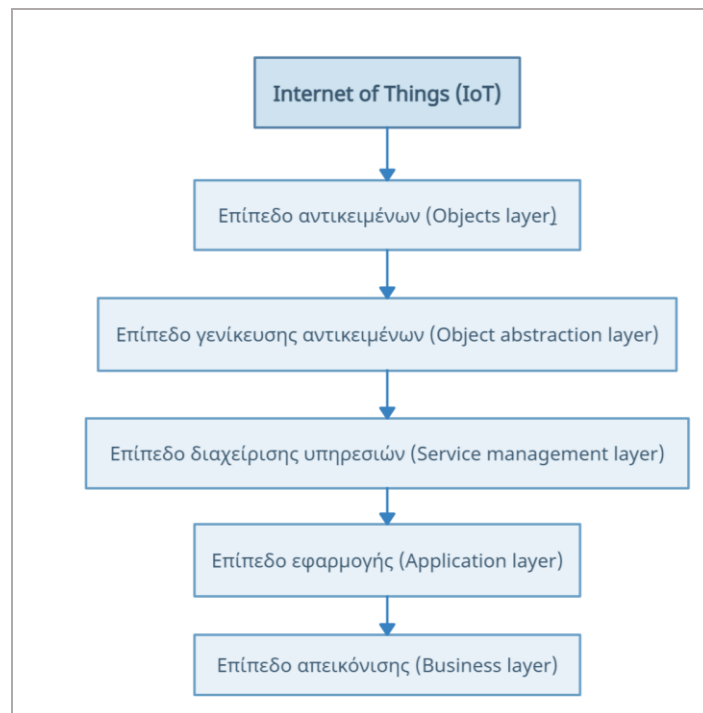 Internet of Things (IoT)
Επίπεδο αντικειμένων (Objects layer)
Επίπεδο γενίκευσης αντικειμένων (Object abstraction layer)
Επίπεδο διαχείρισης υπηρεσιών (Service management layer)
Επίπεδο εφαρμογής (Application layer)
Επίπεδο απεικόνισης (Business layer)